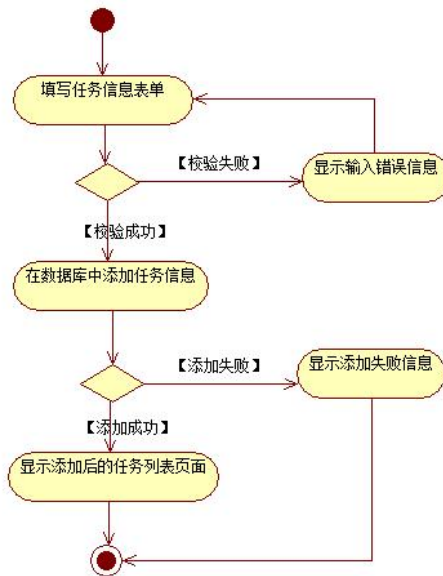 填写任务信息表单
【校验失败】
显示输入错误信息
【校验成功】
在数据库中添加任务信息
【添加失败】
显示添加失败信息
【添加成功】
显示添加后的任务列表页面